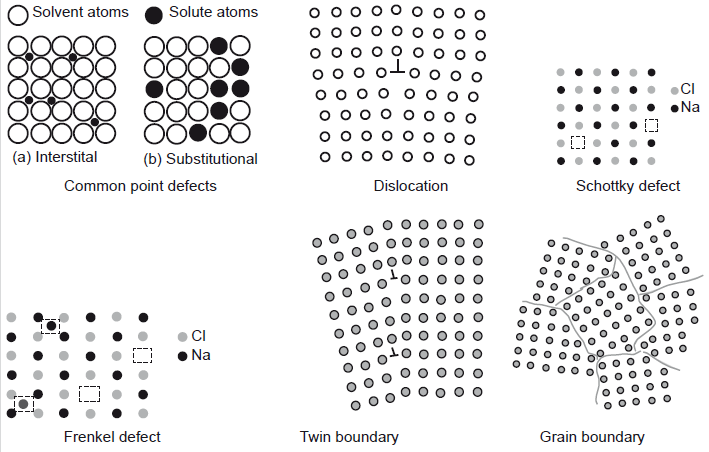 Solvent atoms
Solute atoms
(a) Interstital
(b) Substitutional
Common point defects
Dislocation
Cl
Na
Schottky defect
Cl
Na
Frenkel defect
Twin boundary
Grain boundary